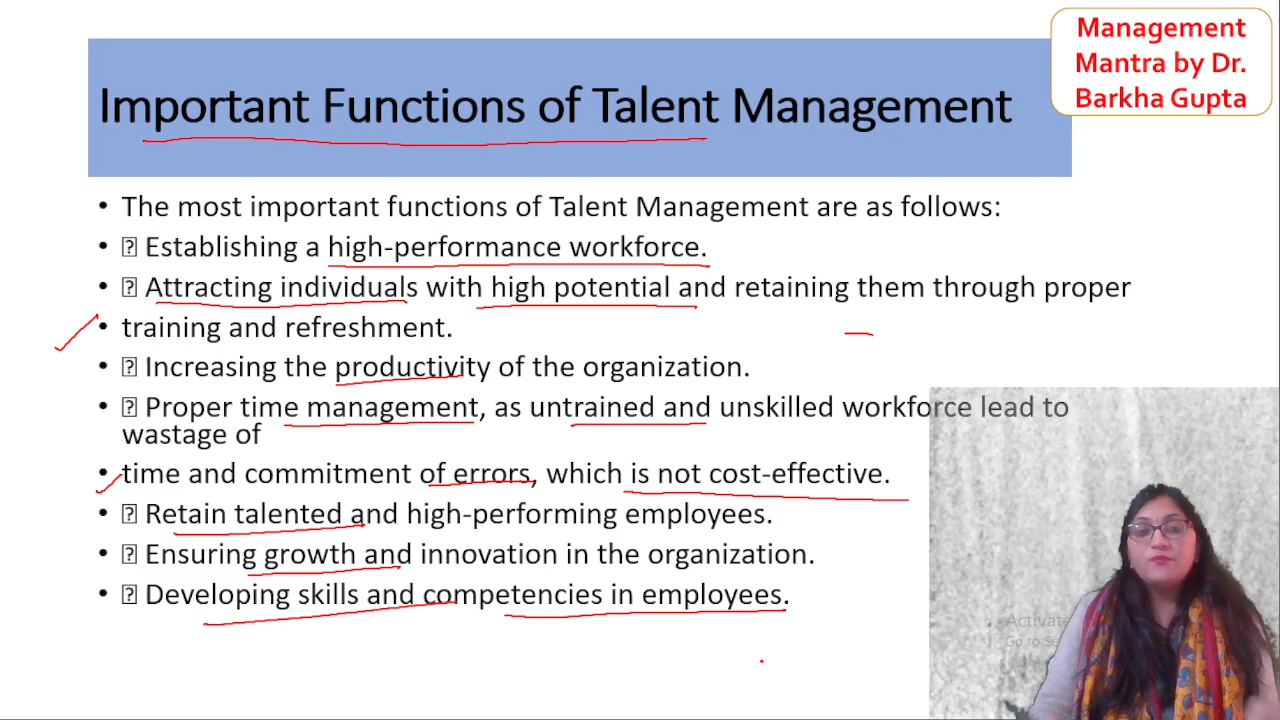 Management
Mantra by Dr.
Barkha Gupta
Important Functions of Talent Management
• The most important functions of Talent Management are as follows:
• ⍰ Establishing a high-performance workforce.
• ⍰ Attracting individuals with high potential and retaining them through proper
• training and refreshment.
• ⍰ Increasing the productivity of the organization.
• ⍰ Proper time management, as untrained and unskilled workforce lead to
wastage of
• time and commitment of errors, which is not cost-effective.
• ⍰ Retain talented and high-performing employees.
• ⍰ Ensuring growth and innovation in the organization.
• ⍰ Developing skills and competencies in employees.
Activate
Go to Se